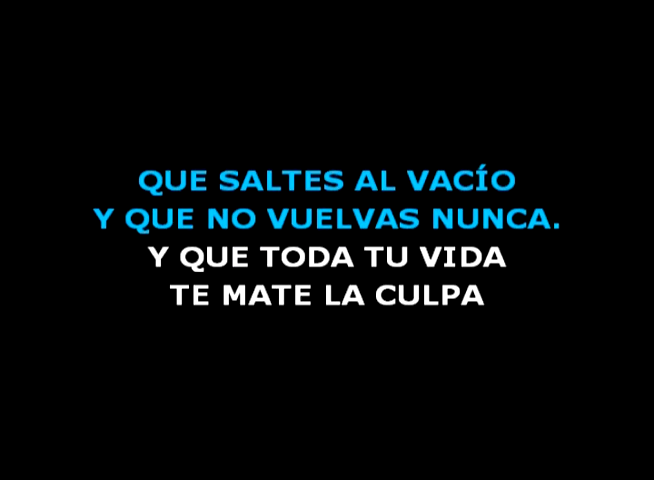 QUE SALTES AL VACÍO
Y QUE NO VUELVAS NUNCA.
Y QUE TODA TU VIDA
TE MATE LA CULPA